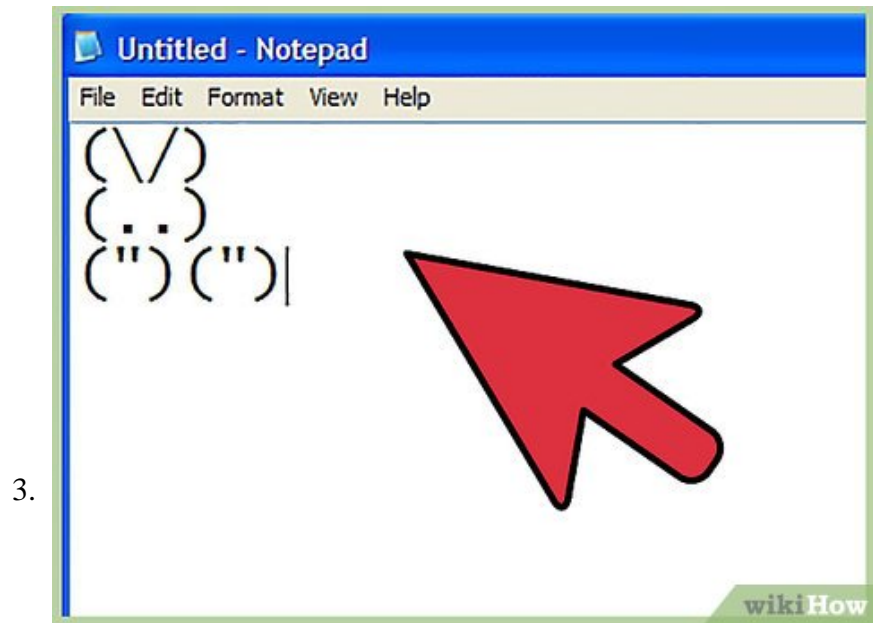 Untitled - Notepad
File Edit Format View Help
(\/)
(..)
(")(")
3.
wikiHow